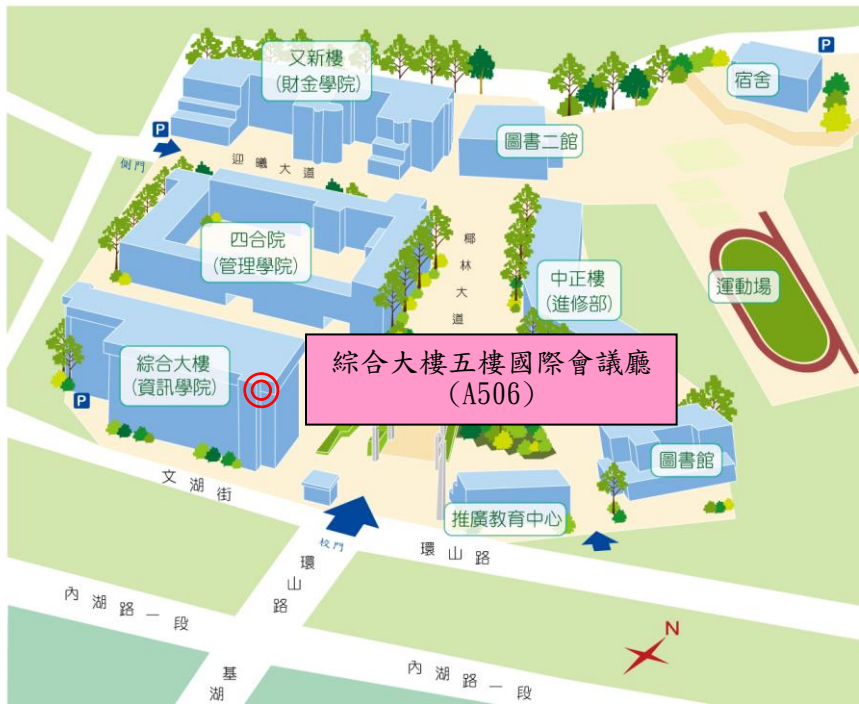 又新樓
(財金學院)
P
宿舍
P
圖書二館
側門
迎曦大道
四合院
(管理學院)
椰林大道
中正樓
(進修部)
運動場
綜合大樓
(資訊學院)
P
綜合大樓五樓國際會議廳
(A506)
圖書館
文湖街
推廣教育中心
校門
環山路
環山路
內湖路一段
N
內湖路一段
基湖